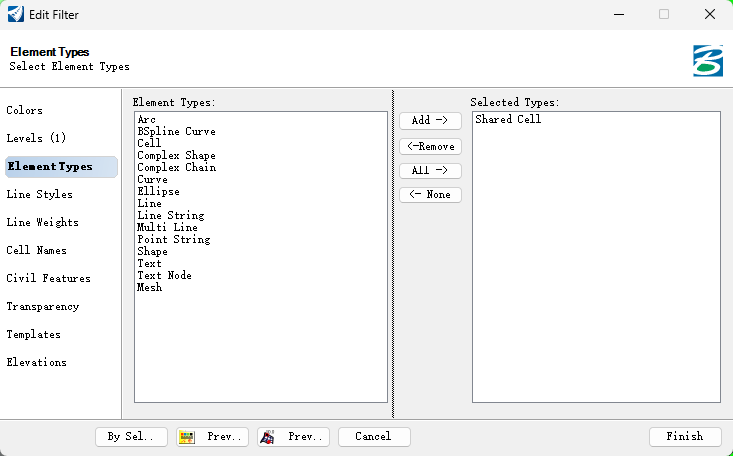 Edit Filter
Element Types
Select Element Types
Colors
Levels (1)
Element Types
Line Styles
Line Weights
Cell Names
Civil Features
Transparency
Templates
Elevations
Element Types:
Arc
BSpline Curve
Cell
Complex Shape
Complex Chain
Curve
Ellipse
Line
Line String
Multi Line
Point String
Shape
Text
Text Node
Mesh
Add ->
<-Remove
All ->
<- None
Selected Types:
Shared Cell
By Sel..
Prev..
Prev..
Cancel
Finish